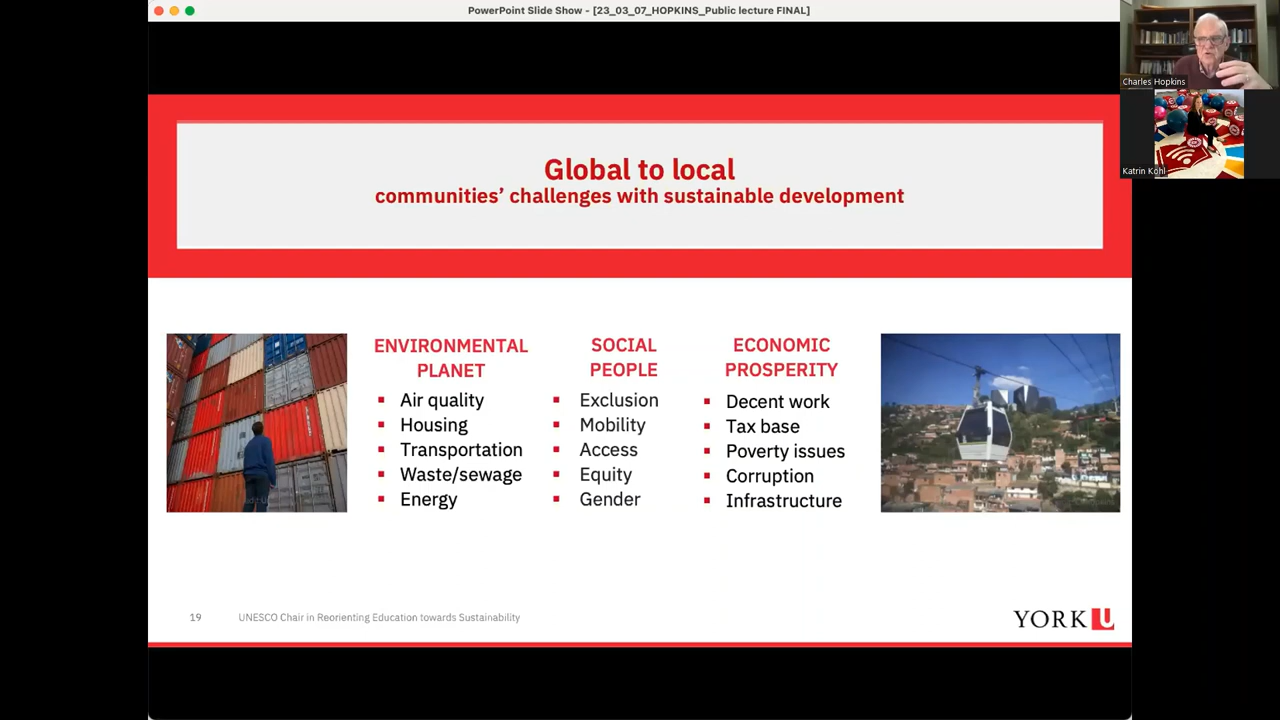 PowerPoint Slide Show - [23_03_07_HOPKINS_Public lecture FINAL]
Charles Hopkins
Katrin Kohl
Global to local
communities’ challenges with sustainable development
ENVIRONMENTAL
PLANET
▪ Air quality
▪ Housing
▪ Transportation
▪ Waste/sewage
▪ Energy
SOCIAL
PEOPLE
▪ Exclusion
▪ Mobility
▪ Access
▪ Equity
▪ Gender
ECONOMIC
PROSPERITY
▪ Decent work
▪ Tax base
▪ Poverty issues
▪ Corruption
▪ Infrastructure
19
UNESCO Chair in Reorienting Education towards Sustainability
YORK U